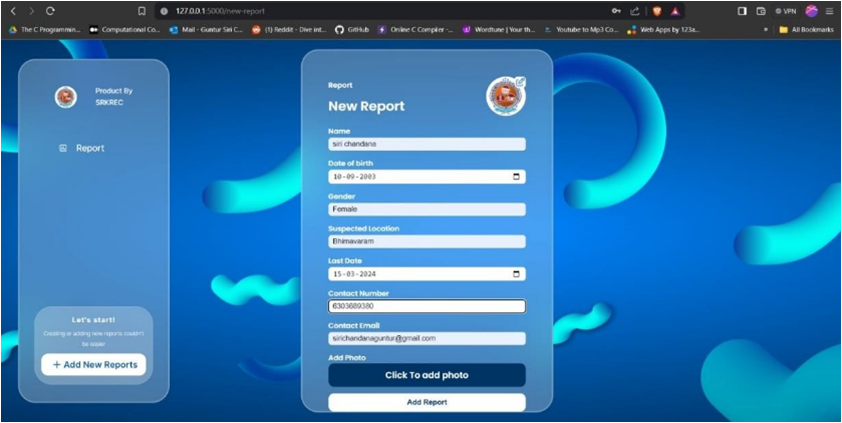 127.0.0.1:5000/new-report
VPN
The C Programmin...
Computational Co...
Mail - Guntur Siri C...
(1) Reddit - Dive int...
GitHub
Online C Compiler -...
Wordtune | Your th...
Youtube to Mp3 Co...
Web Apps by 123a...
»
All Bookmarks
Product By
SRKREC
Report
Let's start!
Creating or adding new reports couldn't
be easier
+ Add New Reports
Report
New Report
Name
siri chandana
Date of birth
10-09-2003
Gender
Female
Suspected Location
Bhimavaram
Last Date
15-03-2024
Contact Number
6303689380
Contact Email
sirichandanaguntur@gmail.com
Add Photo
Click To add photo
Add Report